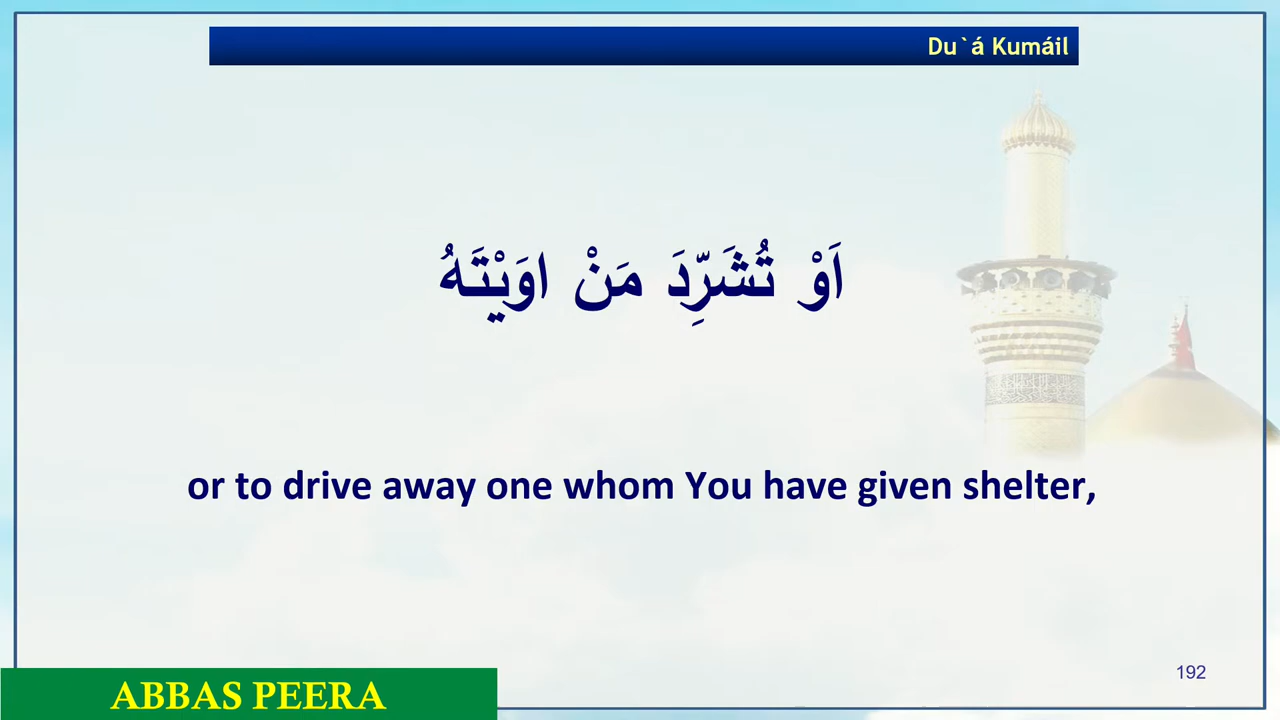 Du`á Kumáil
اَوْ تُشَرِّدَ مَنْ اوَيْتَهُ
or to drive away one whom You have given shelter,
192
ABBAS PEERA